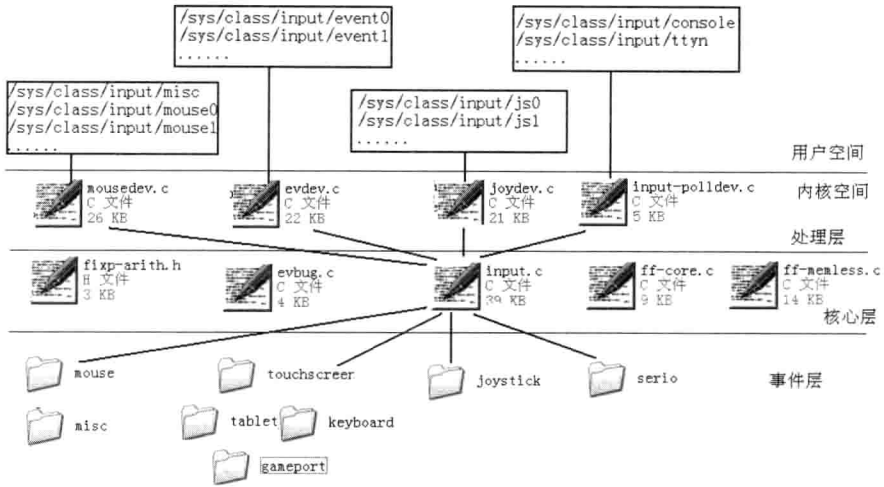 /sys/class/input/event0
/sys/class/input/event1
......
/sys/class/input/console
/sys/class/input/ttyn
......
/sys/class/input/misc
/sys/class/input/mouse0
/sys/class/input/mouse1
......
/sys/class/input/js0
/sys/class/input/js1
......
用户空间
mousedev.c
C 文件
26 KB
evdev.c
C 文件
22 KB
joydev.c
C 文件
21 KB
input-polldev.c
C 文件
5 KB
内核空间
处理层
fixp-arith.h
H 文件
3 KB
evbug.c
C 文件
4 KB
input.c
C 文件
39 KB
ff-core.c
C 文件
9 KB
ff-memless.c
C 文件
14 KB
核心层
mouse
touchscreer
joystick
serio
事件层
misc
tablet
keyboard
gameport